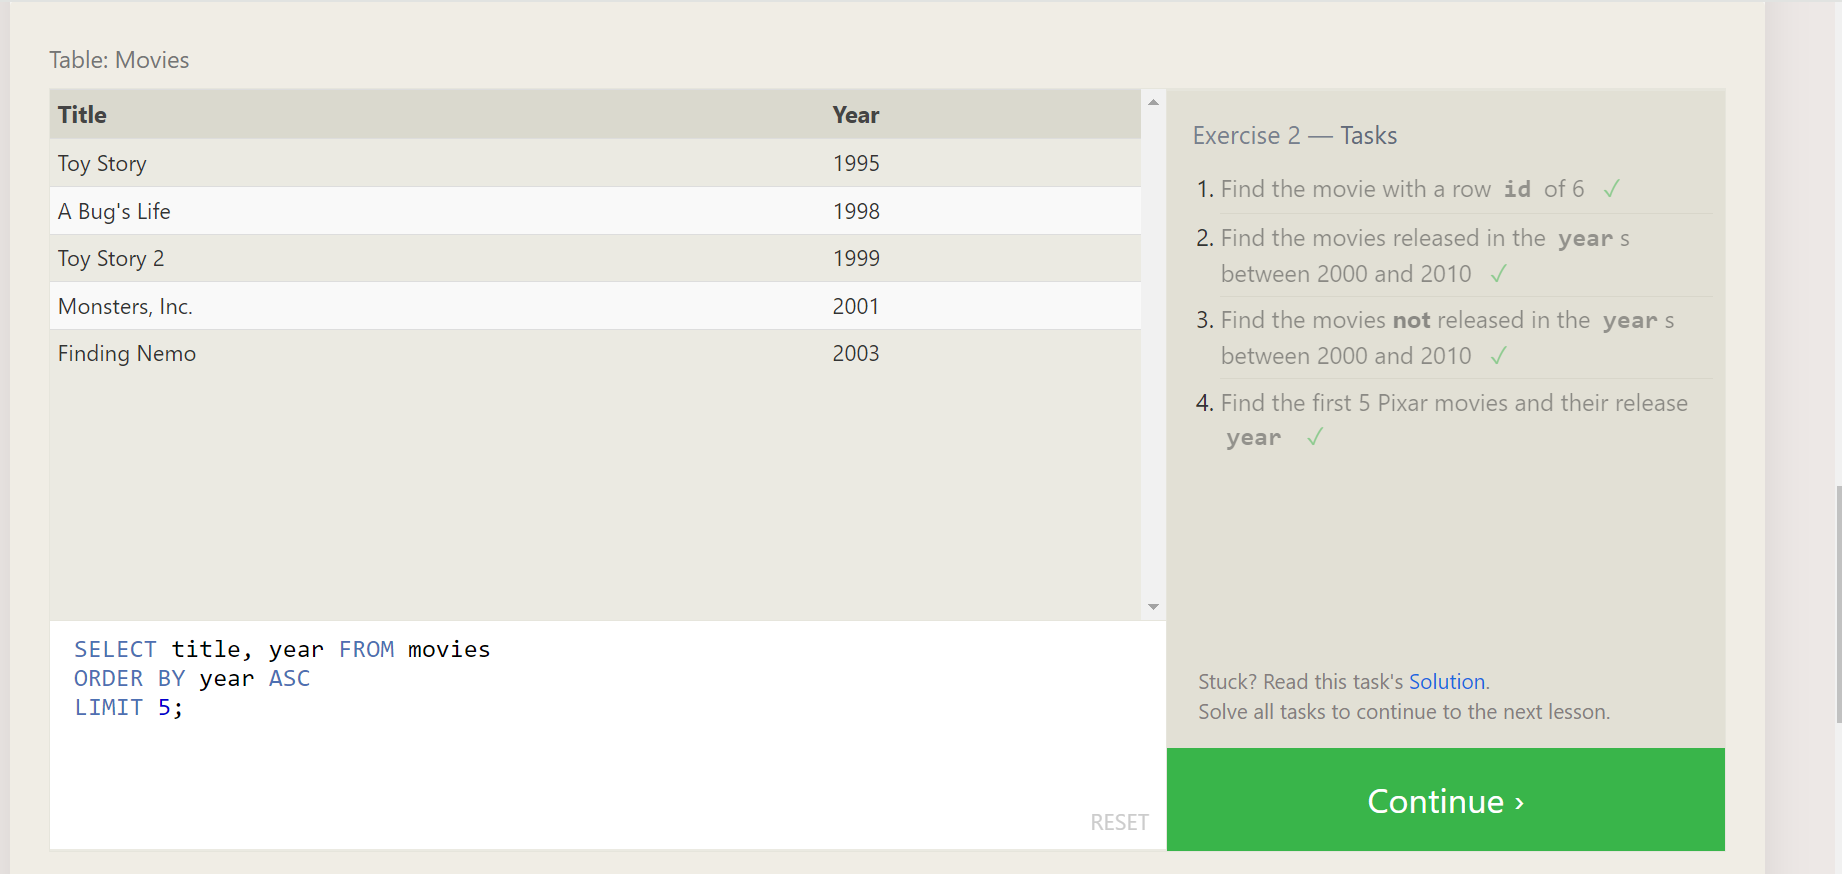 Table: Movies
Title Year
Toy Story 1995
A Bug's Life 1998
Toy Story 2 1999
Monsters, Inc. 2001
Finding Nemo 2003
SELECT title, year FROM movies
ORDER BY year ASC
LIMIT 5;
RESET
Exercise 2 — Tasks
1. Find the movie with a row id of 6 ✓
2. Find the movies released in the year s
between 2000 and 2010 ✓
3. Find the movies not released in the year s
between 2000 and 2010 ✓
4. Find the first 5 Pixar movies and their release
year ✓
Stuck? Read this task's Solution.
Solve all tasks to continue to the next lesson.
Continue ›